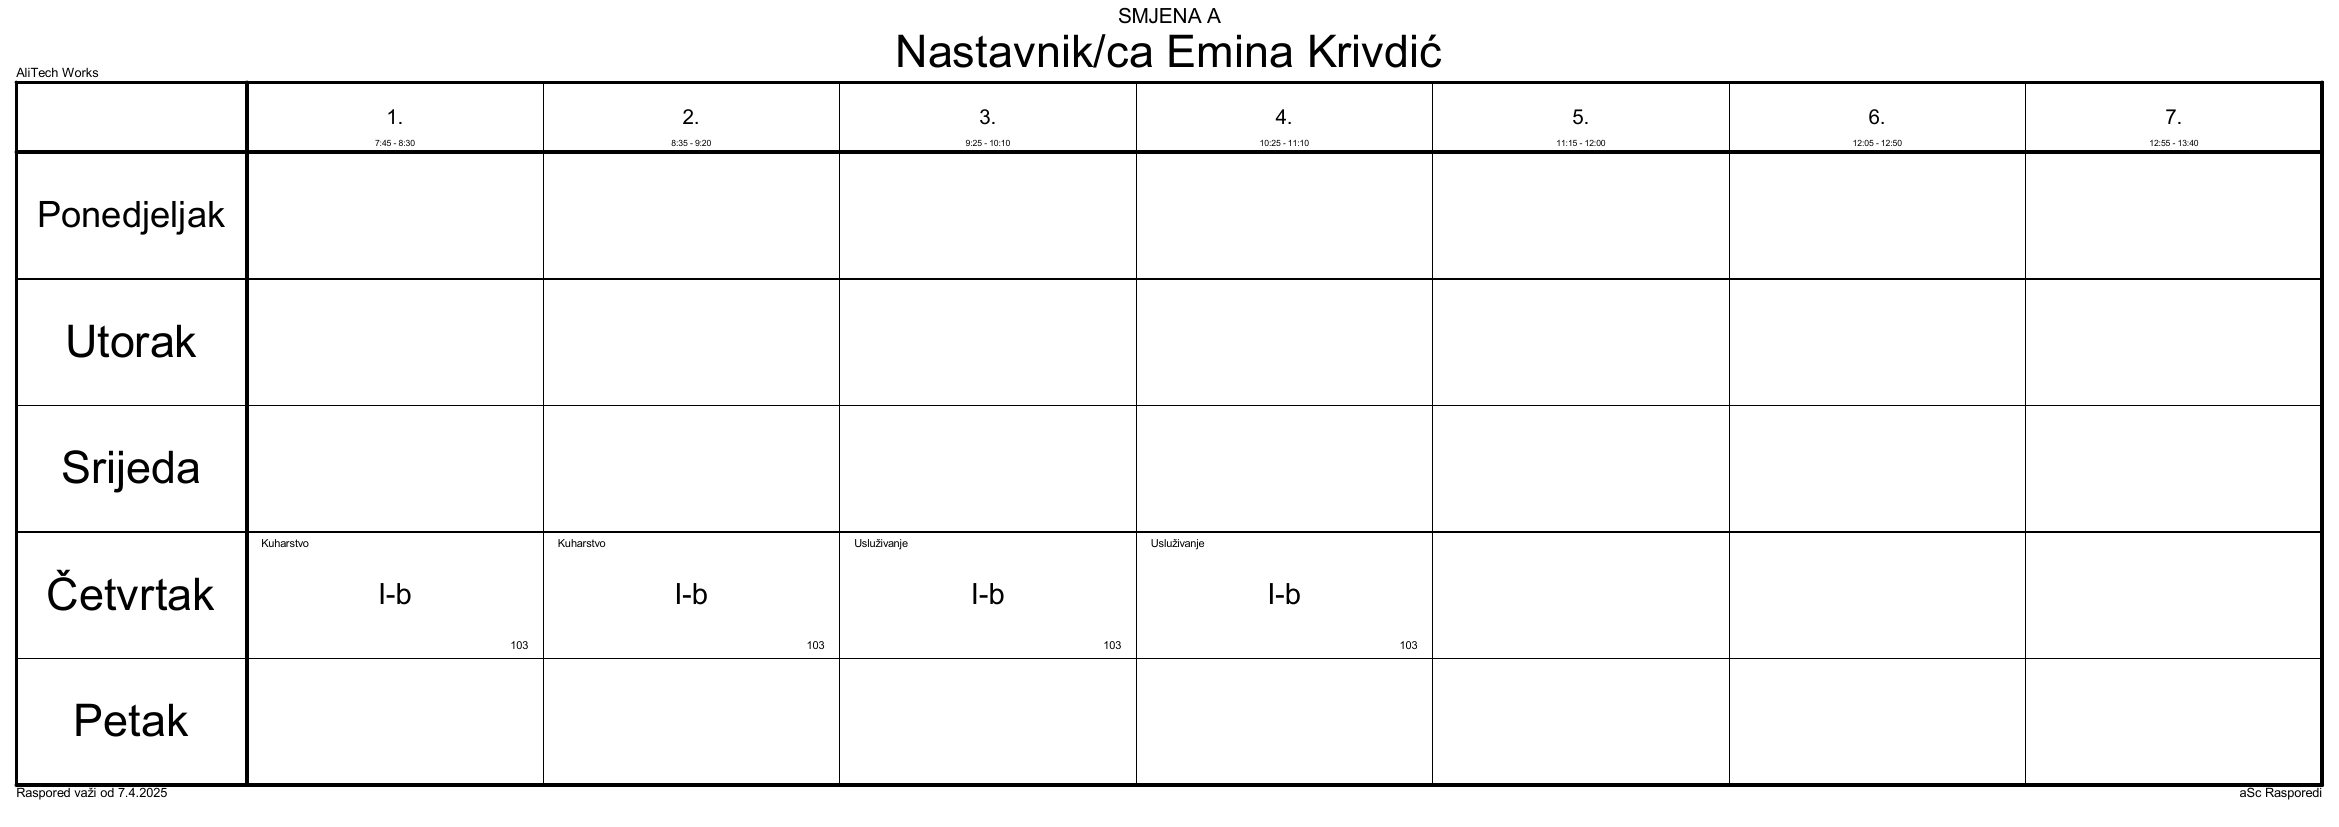 SMJENA A
Nastavnik/ca Emina Krivdić
AliTech Works
1. 2. 3. 4. 5. 6. 7.
7:45 - 8:30 8:35 - 9:20 9:25 - 10:10 10:25 - 11:10 11:15 - 12:00 12:05 - 12:50 12:55 - 13:40
Ponedjeljak
Utorak
Srijeda
Kuharstvo Kuharstvo Usluživanje Usluživanje
Četvrtak I-b I-b I-b I-b
103 103 103 103
Petak
Raspored važi od 7.4.2025 aSc Rasporedi